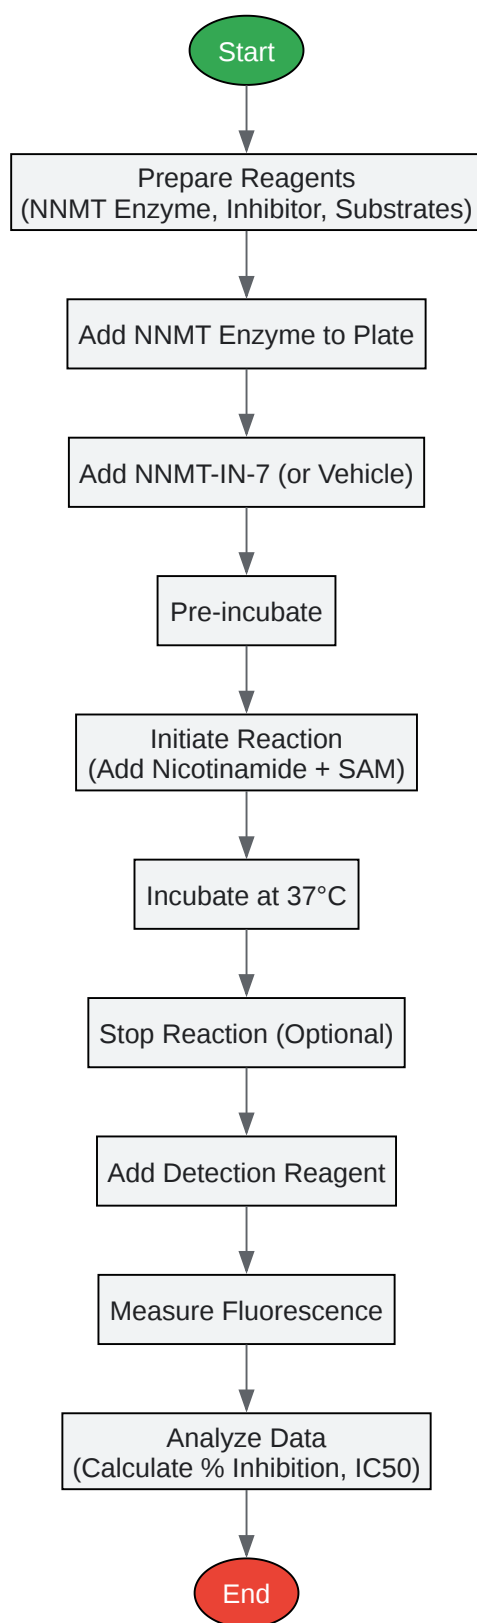 Start
Prepare Reagents
(NNMT Enzyme, Inhibitor, Substrates)
Add NNMT Enzyme to Plate
Add NNMT-IN-7 (or Vehicle)
Pre-incubate
Initiate Reaction
(Add Nicotinamide + SAM)
Incubate at 37°C
Stop Reaction (Optional)
Add Detection Reagent
Measure Fluorescence
Analyze Data
(Calculate % Inhibition, IC50)
End